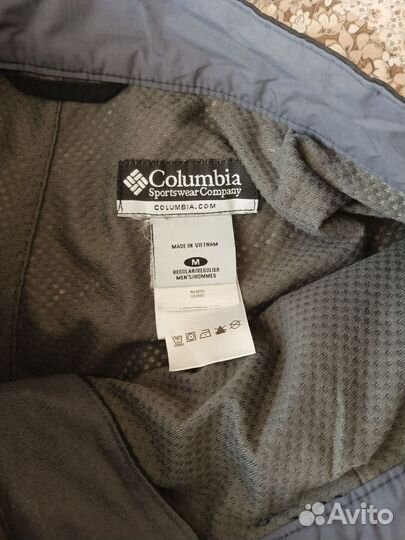 Columbia
Sportswear Company
COLUMBIA.COM
MADE IN VIETNAM
M
REGULAR/REGULIER
MEN'S/HOMMES
Avito